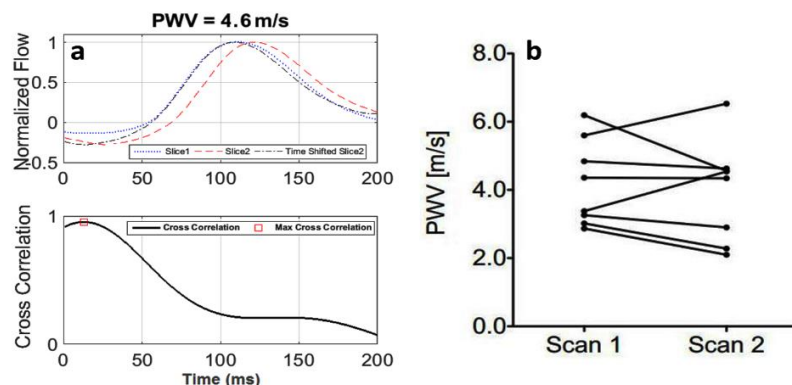 PWV = 4.6 m/s
a
Normalized Flow
1
0.5
0
-0.5
Slice1 Slice2 Time Shifted Slice2
0 50 100 150 200
Cross Correlation
1
0
Cross Correlation Max Cross Correlation
0 50 100 150 200
Time (ms)
b
PWV [m/s]
8.0
6.0
4.0
2.0
0.0
Scan 1 Scan 2